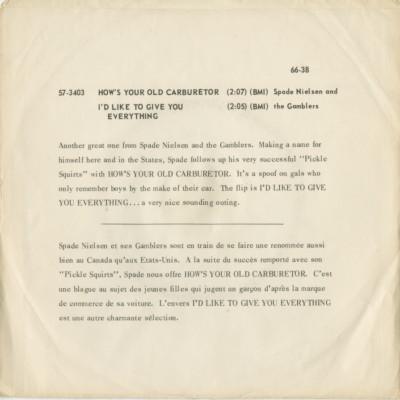 66-38
57-3403 HOW'S YOUR OLD CARBURETOR (2:07) (BMI) Spade Nielsen and
I'D LIKE TO GIVE YOU (2:05) (BMI) the Gamblers
EVERYTHING
Another great one from Spade Nielsen and the Gamblers. Making a name for
himself here and in the States, Spade follows up his very successful "Pickle
Squirts" with HOW'S YOUR OLD CARBURETOR. It's a spoof on gals who
only remember boys by the make of their car. The flip is I'D LIKE TO GIVE
YOU EVERYTHING...a very nice sounding outing.
Spade Nielsen et ses Gamblers sont en train de se faire une renommée aussi
bien au Canada qu'aux Etats-Unis. A la suite du succès remporté avec son
"Pickle Squirts", Spade nous offre HOW'S YOUR OLD CARBURETOR. C'est
une blague au sujet des jeunes filles qui jugent un garçon d'après la marque
de commerce de sa voiture. L'envers I'D LIKE TO GIVE YOU EVERYTHING
est une autre charmante sélection.